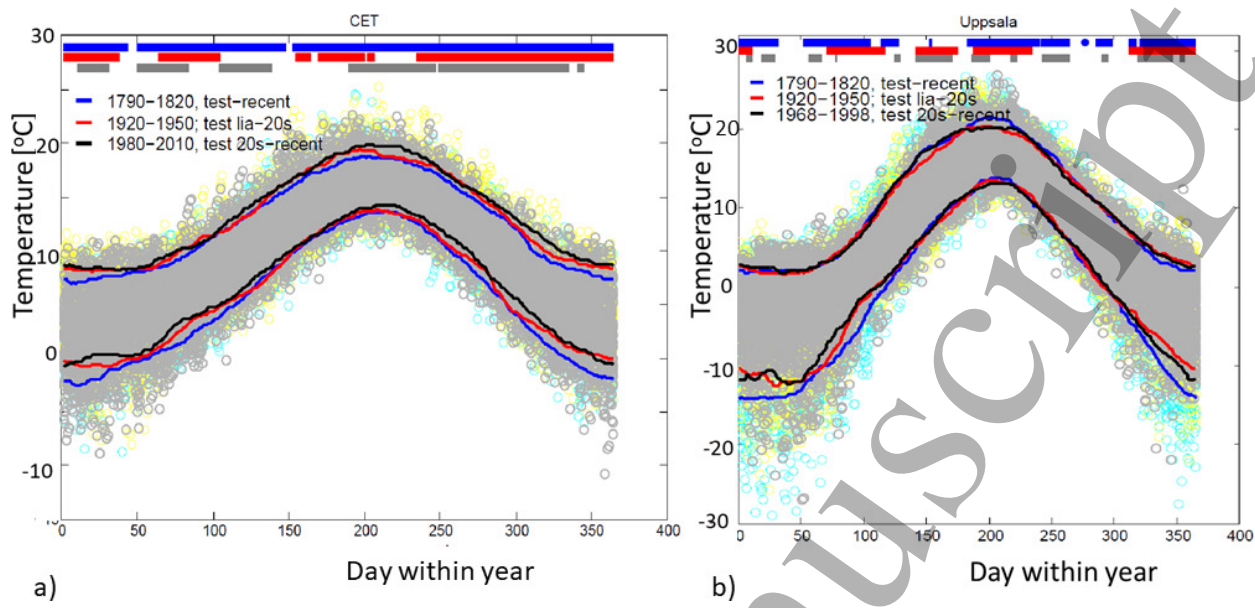 CET
30
20
10
0
-10
Temperature [°C]
1790-1820, test-recent
1920-1950; test lia-20s
1980-2010, test 20s-recent
0 50 100 150 200 250 300 350 400
Day within year
a)
Uppsala
30
20
10
0
-10
-20
-30
Temperature [°C]
1790-1820, test-recent
1920-1950; test lia-20s
1968-1998, test 20s-recent
0 50 100 150 200 250 300 350 400
Day within year
b)
uscript